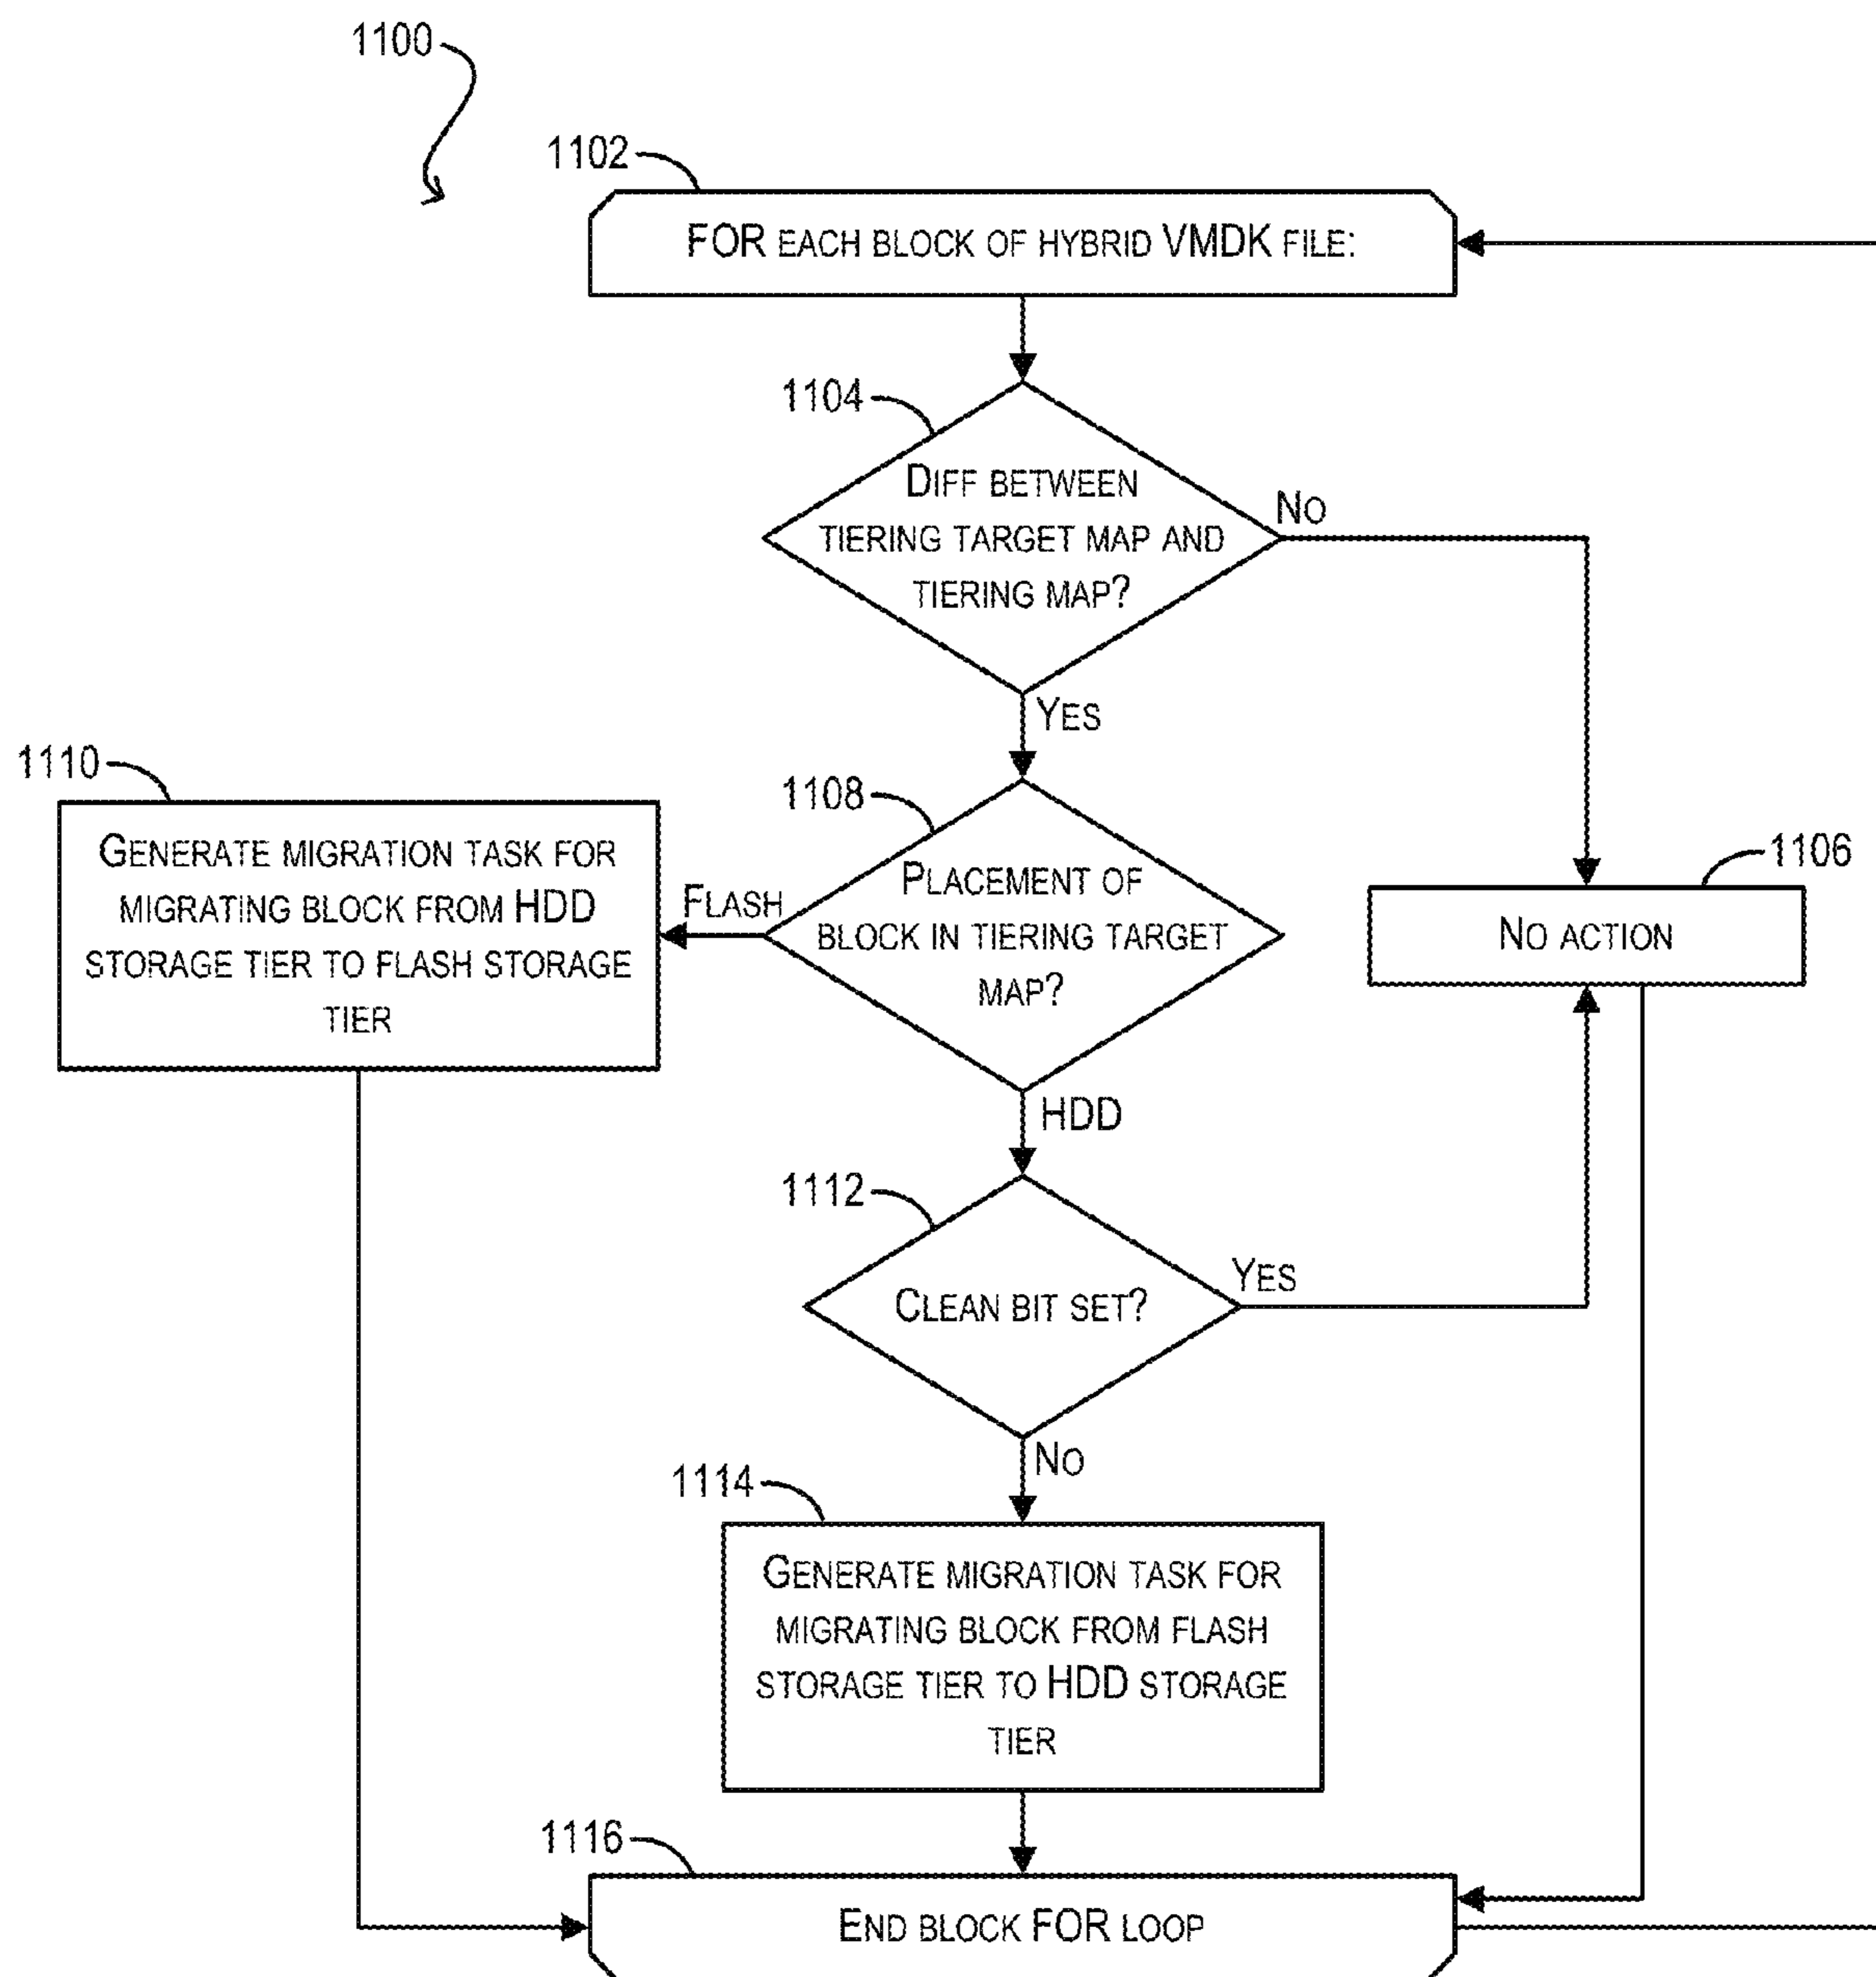 1100
1102
FOR EACH BLOCK OF HYBRID VMDK FILE:
1104
DIFF BETWEEN
TIERING TARGET MAP AND
TIERING MAP?
NO
YES
1110
GENERATE MIGRATION TASK FOR
MIGRATING BLOCK FROM HDD
STORAGE TIER TO FLASH STORAGE
TIER
1108
PLACEMENT OF
BLOCK IN TIERING TARGET
MAP?
FLASH
1106
NO ACTION
HDD
1112
CLEAN BIT SET?
YES
NO
1114
GENERATE MIGRATION TASK FOR
MIGRATING BLOCK FROM FLASH
STORAGE TIER TO HDD STORAGE
TIER
1116
END BLOCK FOR LOOP